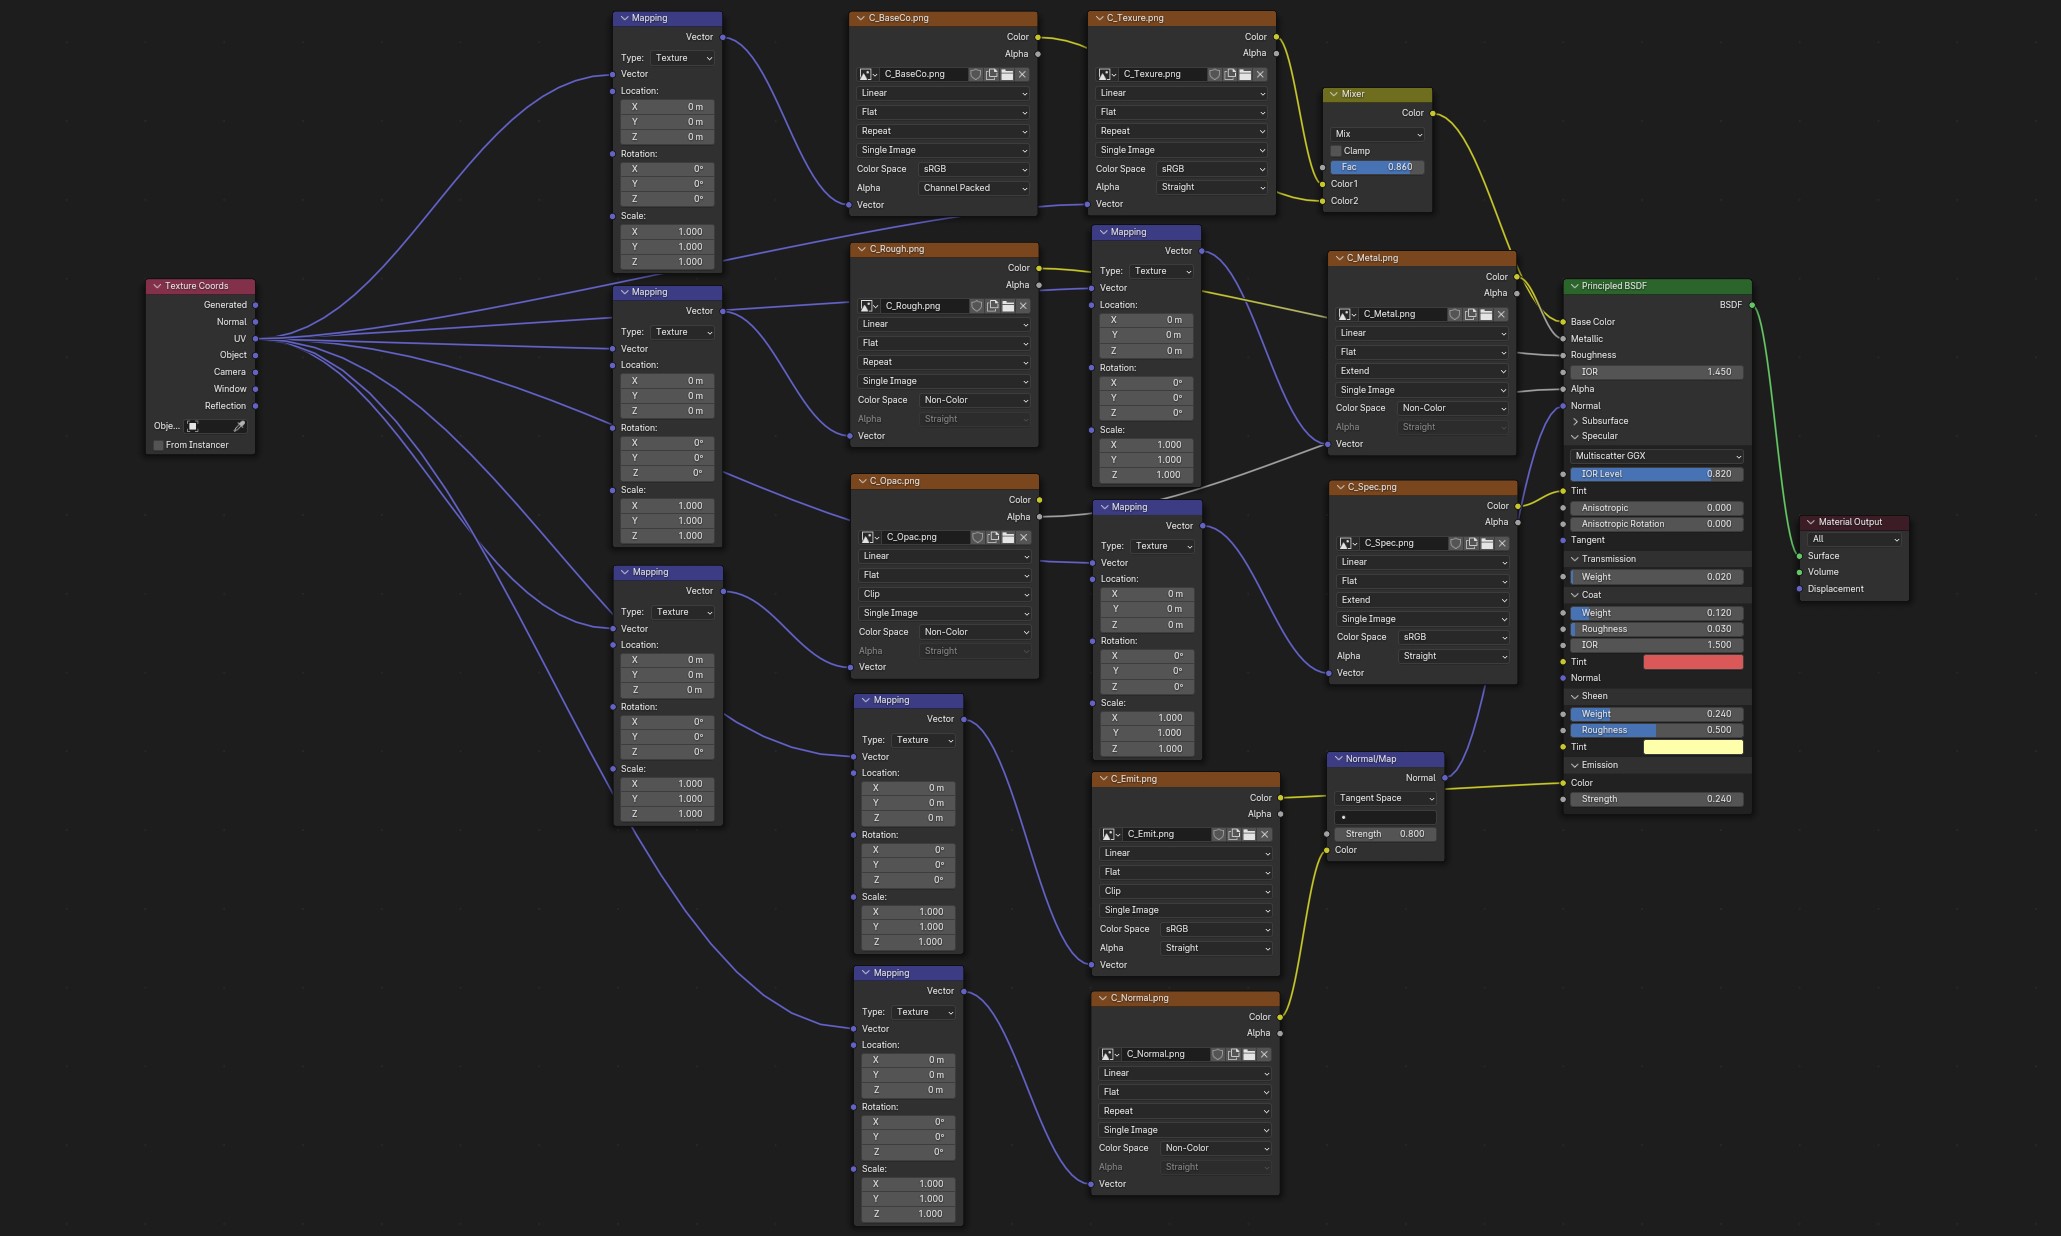 Texture Coords
Generated
Normal
UV
Object
Camera
Window
Reflection
Obje...
From Instancer
Mapping
Vector
Type: Texture
Vector
Location:
X 0 m
Y 0 m
Z 0 m
Rotation:
X 0°
Y 0°
Z 0°
Scale:
X 1.000
Y 1.000
Z 1.000
Mapping
Vector
Type: Texture
Vector
Location:
X 0 m
Y 0 m
Z 0 m
Rotation:
X 0°
Y 0°
Z 0°
Scale:
X 1.000
Y 1.000
Z 1.000
Mapping
Vector
Type: Texture
Vector
Location:
X 0 m
Y 0 m
Z 0 m
Rotation:
X 0°
Y 0°
Z 0°
Scale:
X 1.000
Y 1.000
Z 1.000
C_BaseCo.png
Color
Alpha
C_BaseCo.png
Linear
Flat
Repeat
Single Image
Color Space sRGB
Alpha Channel Packed
Vector
C_Rough.png
Color
Alpha
C_Rough.png
Linear
Flat
Repeat
Single Image
Color Space Non-Color
Alpha Straight
Vector
C_Opac.png
Color
Alpha
C_Opac.png
Linear
Flat
Clip
Single Image
Color Space Non-Color
Alpha Straight
Vector
Mapping
Vector
Type: Texture
Vector
Location:
X 0 m
Y 0 m
Z 0 m
Rotation:
X 0°
Y 0°
Z 0°
Scale:
X 1.000
Y 1.000
Z 1.000
Mapping
Vector
Type: Texture
Vector
Location:
X 0 m
Y 0 m
Z 0 m
Rotation:
X 0°
Y 0°
Z 0°
Scale:
X 1.000
Y 1.000
Z 1.000
C_Texure.png
Color
Alpha
C_Texure.png
Linear
Flat
Repeat
Single Image
Color Space sRGB
Alpha Straight
Vector
Mapping
Vector
Type: Texture
Vector
Location:
X 0 m
Y 0 m
Z 0 m
Rotation:
X 0°
Y 0°
Z 0°
Scale:
X 1.000
Y 1.000
Z 1.000
Mapping
Vector
Type: Texture
Vector
Location:
X 0 m
Y 0 m
Z 0 m
Rotation:
X 0°
Y 0°
Z 0°
Scale:
X 1.000
Y 1.000
Z 1.000
C_Emit.png
Color
Alpha
C_Emit.png
Linear
Flat
Clip
Single Image
Color Space sRGB
Alpha Straight
Vector
C_Normal.png
Color
Alpha
C_Normal.png
Linear
Flat
Repeat
Single Image
Color Space Non-Color
Alpha Straight
Vector
Mixer
Color
Mix
Clamp
Fac 0.860
Color1
Color2
C_Metal.png
Color
Alpha
C_Metal.png
Linear
Flat
Extend
Single Image
Color Space Non-Color
Alpha Straight
Vector
C_Spec.png
Color
Alpha
C_Spec.png
Linear
Flat
Extend
Single Image
Color Space sRGB
Alpha Straight
Vector
Normal/Map
Normal
Tangent Space
Strength 0.800
Color
Principled BSDF
BSDF
Base Color
Metallic
Roughness
IOR 1.450
Alpha
Normal
Subsurface
Specular
Multiscatter GGX
IOR Level 0.820
Tint
Anisotropic 0.000
Anisotropic Rotation 0.000
Tangent
Transmission
Weight 0.020
Coat
Weight 0.120
Roughness 0.030
IOR 1.500
Tint
Normal
Sheen
Weight 0.240
Roughness 0.500
Tint
Emission
Color
Strength 0.240
Material Output
All
Surface
Volume
Displacement